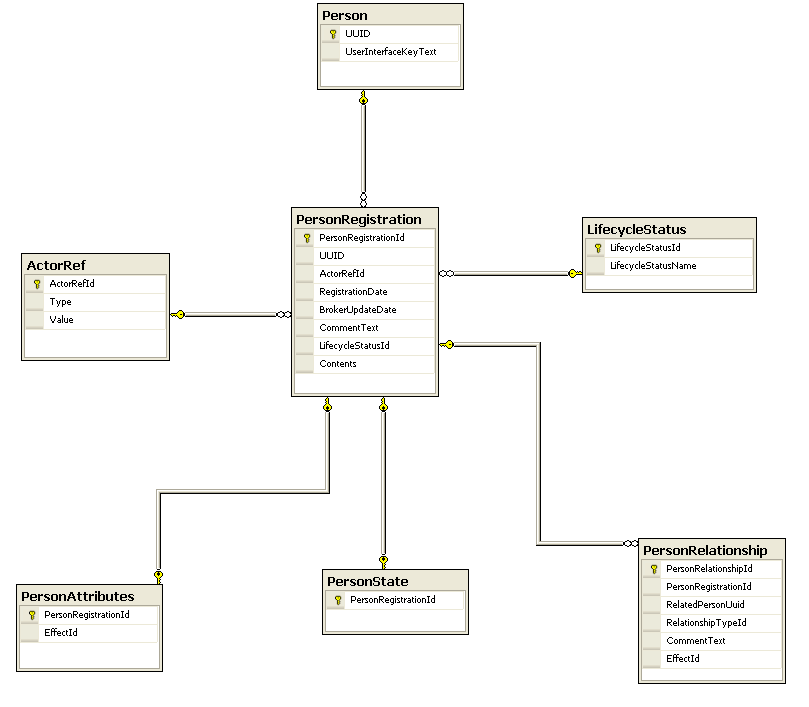 Person
UUID
UserInterfaceKeyText
PersonRegistration
PersonRegistrationId
UUID
ActorRefId
RegistrationDate
BrokerUpdateDate
CommentText
LifecycleStatusId
Contents
LifecycleStatus
LifecycleStatusId
LifecycleStatusName
ActorRef
ActorRefId
Type
Value
PersonAttributes
PersonRegistrationId
EffectId
PersonState
PersonRegistrationId
PersonRelationship
PersonRelationshipId
PersonRegistrationId
RelatedPersonUuid
RelationshipTypeId
CommentText
EffectId